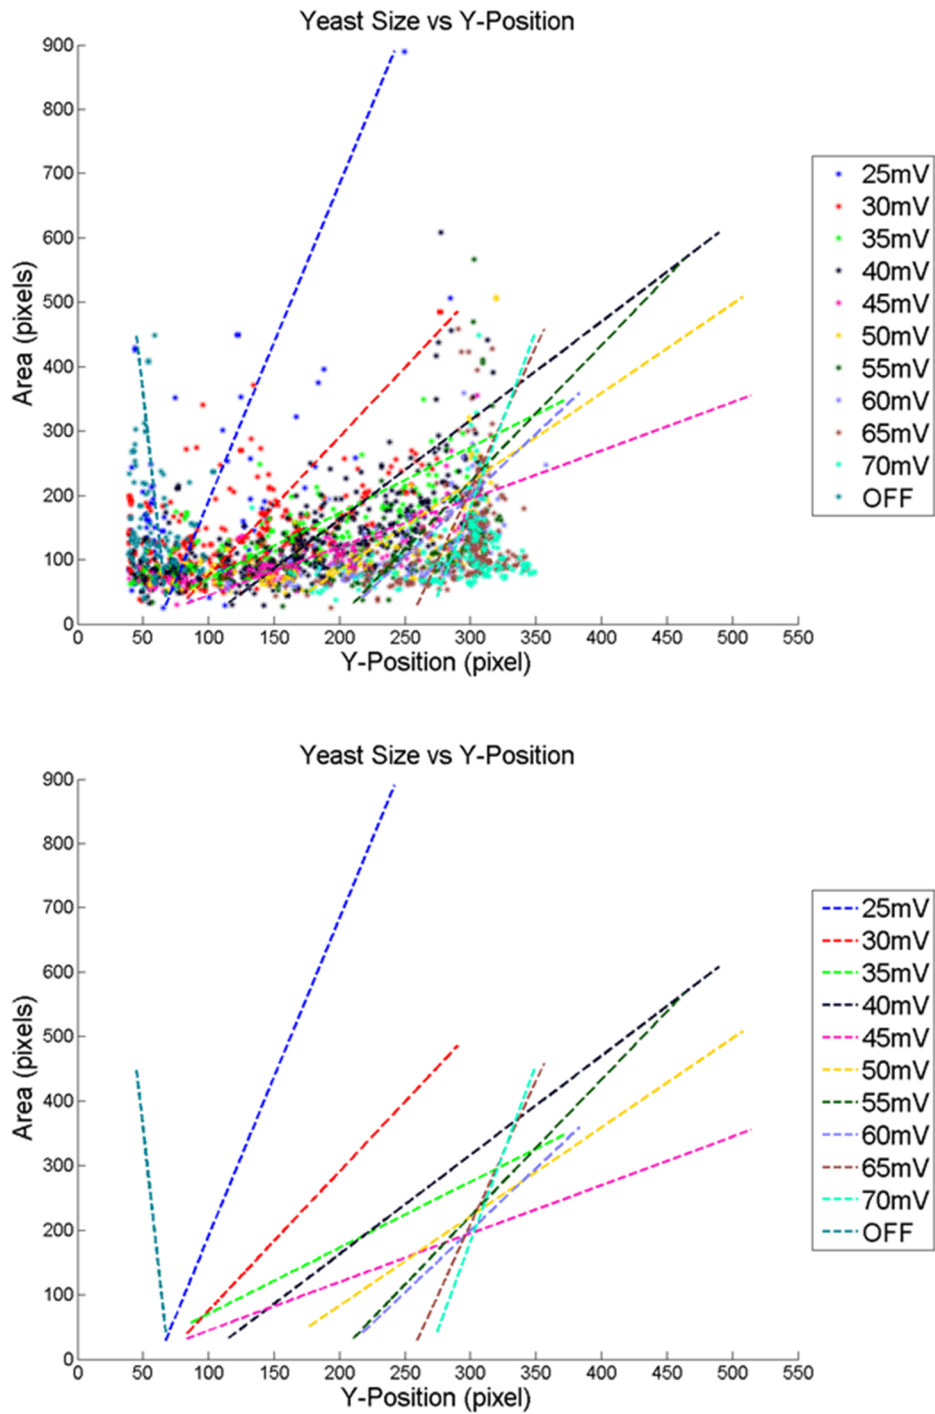 Yeast Size vs Y-Position
900
800
700
600
500
400
300
200
100
0
Area (pixels)
0 50 100 150 200 250 300 350 400 450 500 550
Y-Position (pixel)
25mV
30mV
35mV
40mV
45mV
50mV
55mV
60mV
65mV
70mV
OFF
Yeast Size vs Y-Position
900
800
700
600
500
400
300
200
100
0
Area (pixels)
0 50 100 150 200 250 300 350 400 450 500 550
Y-Position (pixel)
25mV
30mV
35mV
40mV
45mV
50mV
55mV
60mV
65mV
70mV
OFF